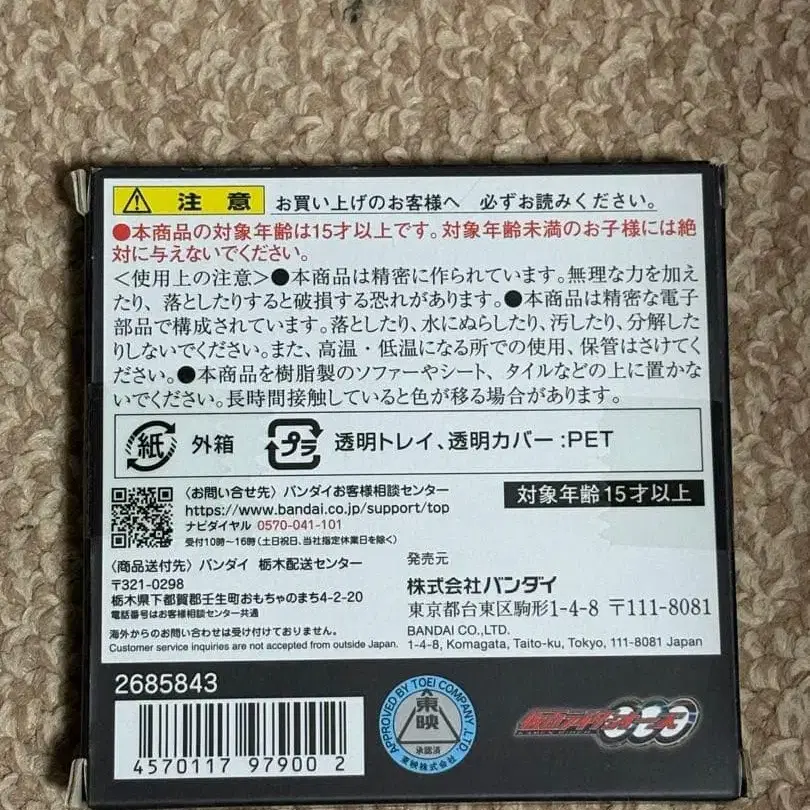 注意 お買い上げのお客様へ 必ずお読みください。
●本商品の対象年齢は15才以上です。対象年齢未満のお子様には絶
対に与えないでください。
<使用上の注意>●本商品は精密に作られています。無理な力を加え
たり、落としたりすると破損する恐れがあります。●本商品は精密な電子
部品で構成されています。落としたり、水にぬらしたり、汚したり、分解した
りしないでください。また、高温・低温になる所での使用、保管はさけてく
ださい。●本商品を樹脂製のソファーやシート、タイルなどの上に置かな
いでください。長時間接触していると色が移る場合があります。
紙 外箱 プラ 透明トレイ、透明カバー:PET
〈お問い合せ先〉バンダイお客様相談センター
https://www.bandai.co.jp/support/top
ナビダイヤル 0570-041-101
受付10時〜16時(土日祝日、当社指定休業日を除く)
対象年齢15才以上
〈商品送付先〉バンダイ 栃木配送センター
〒321-0298
栃木県下都賀郡壬生町おもちゃのまち4-2-20
電話番号はお客様相談センター共通
海外からのお問い合わせは受け付けておりません。
Customer service inquiries are not accepted from outside Japan.
発売元
株式会社バンダイ
東京都台東区駒形1-4-8 〒111-8081
BANDAI CO.,LTD.
1-4-8, Komagata, Taito-ku, Tokyo, 111-8081 Japan
2685843
4570117 97900 2
APPROVED BY TOEI COMPANY, LTD.
東映
承認済
東映株式会社
仮面ライダーオーズ